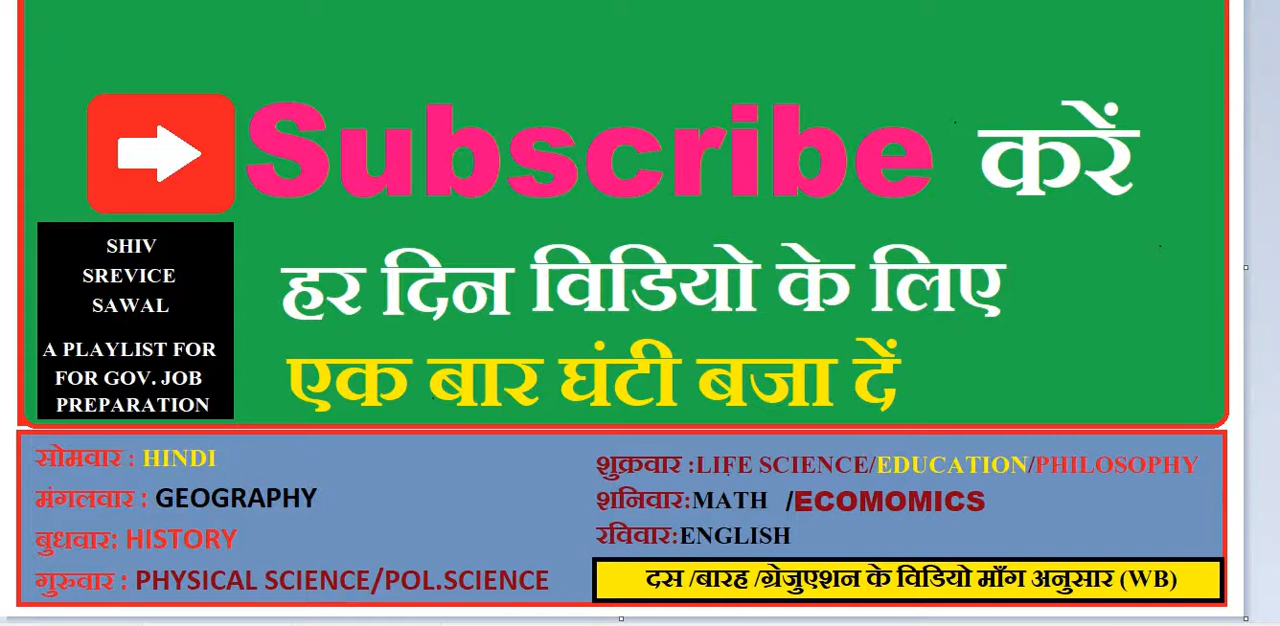 Subscribe करें
SHIV
SREVICE
SAWAL
A PLAYLIST FOR
FOR GOV. JOB
PREPARATION
हर दिन विडियो के लिए
एक बार घंटी बजा दें
सोमवार : HINDI
मंगलवार : GEOGRAPHY
बुधवार: HISTORY
गुरुवार : PHYSICAL SCIENCE/POL.SCIENCE
शुक्रवार :LIFE SCIENCE/EDUCATION/PHILOSOPHY
शनिवार:MATH /ECOMOMICS
रविवार:ENGLISH
दस /बारह /ग्रेजुएशन के विडियो माँग अनुसार (WB)